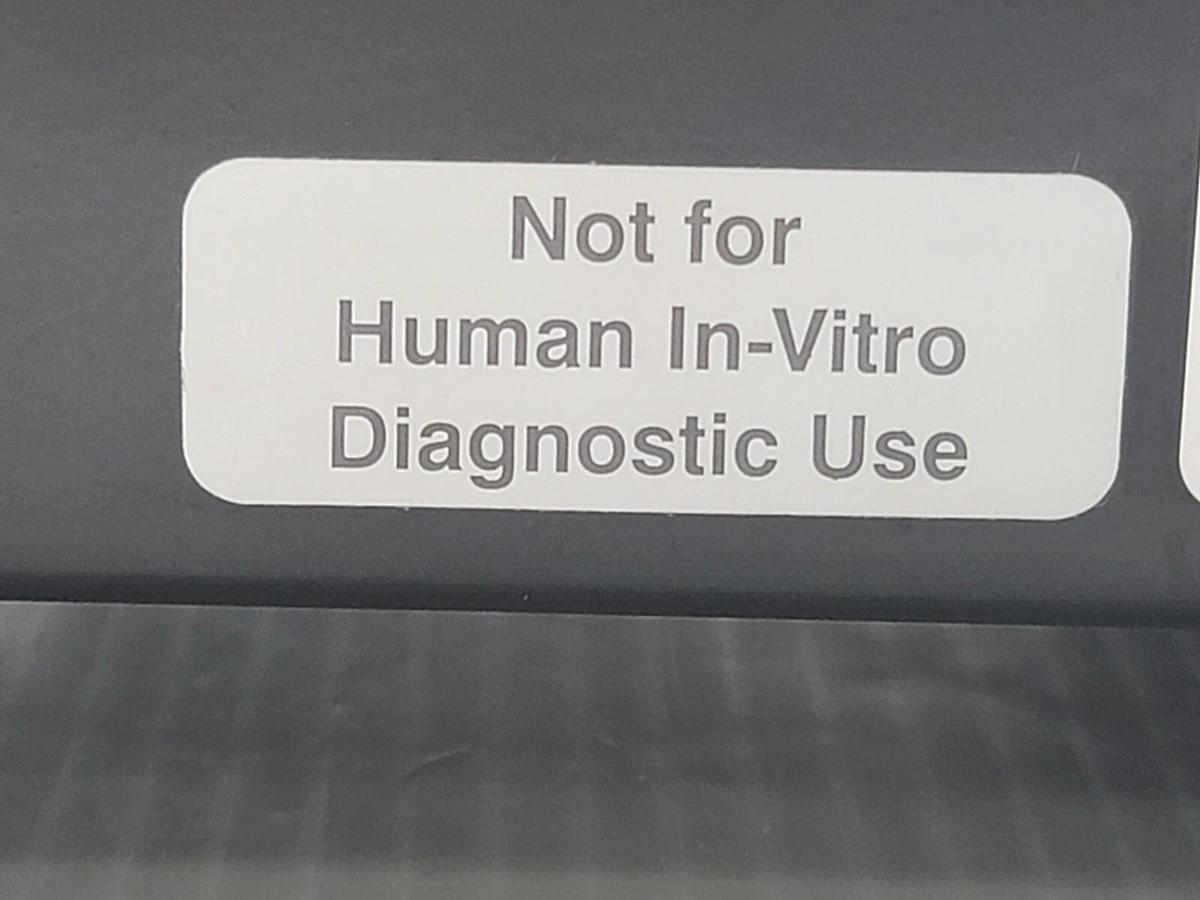 Not for
Human In-Vitro
Diagnostic Use